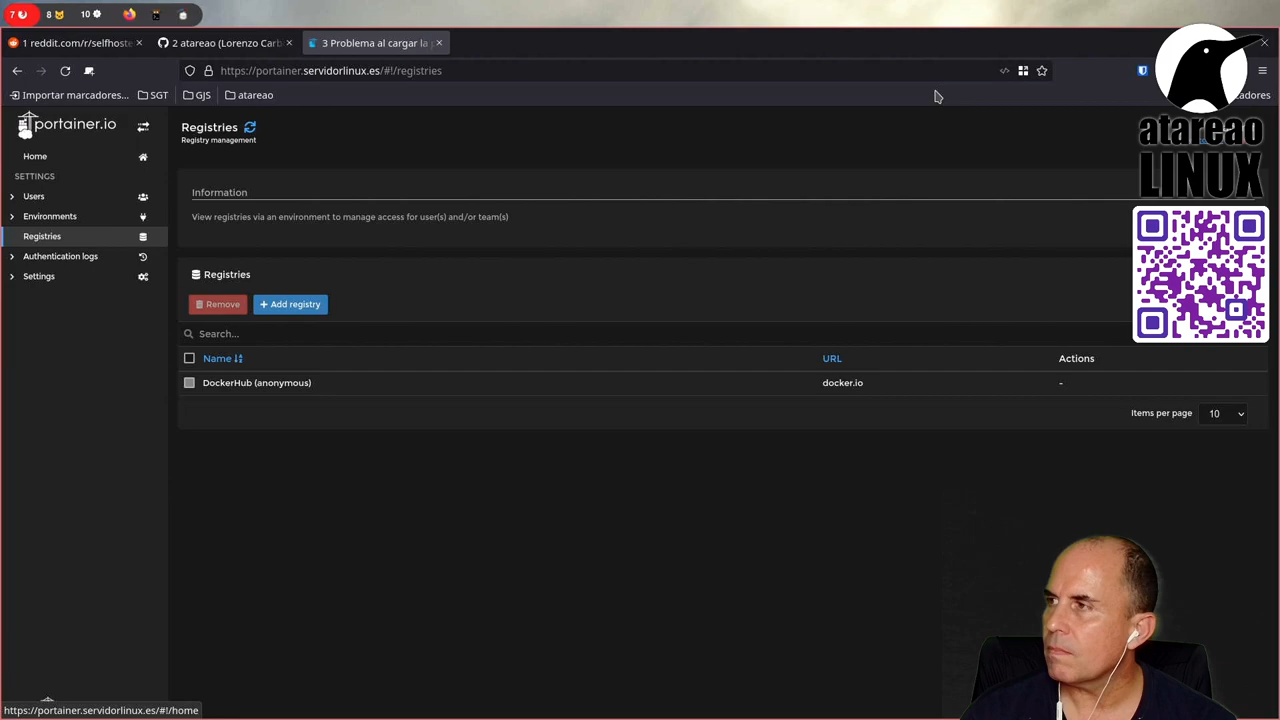 7
8
10
1 reddit.com/r/selfhoste
2 atareao (Lorenzo Carb
3 Problema al cargar la p
https://portainer.servidorlinux.es/#!/registries
Importar marcadores...
SGT
GJS
atareao
cadores
portainer.io
Home
SETTINGS
Users
Environments
Registries
Authentication logs
Settings
Registries
Registry management
Information
View registries via an environment to manage access for user(s) and/or team(s)
Registries
Remove
Add registry
Search...
Name
URL
Actions
DockerHub (anonymous)
docker.io
-
Items per page
10
atareao
LINUX
https://portainer.servidorlinux.es/#!/home